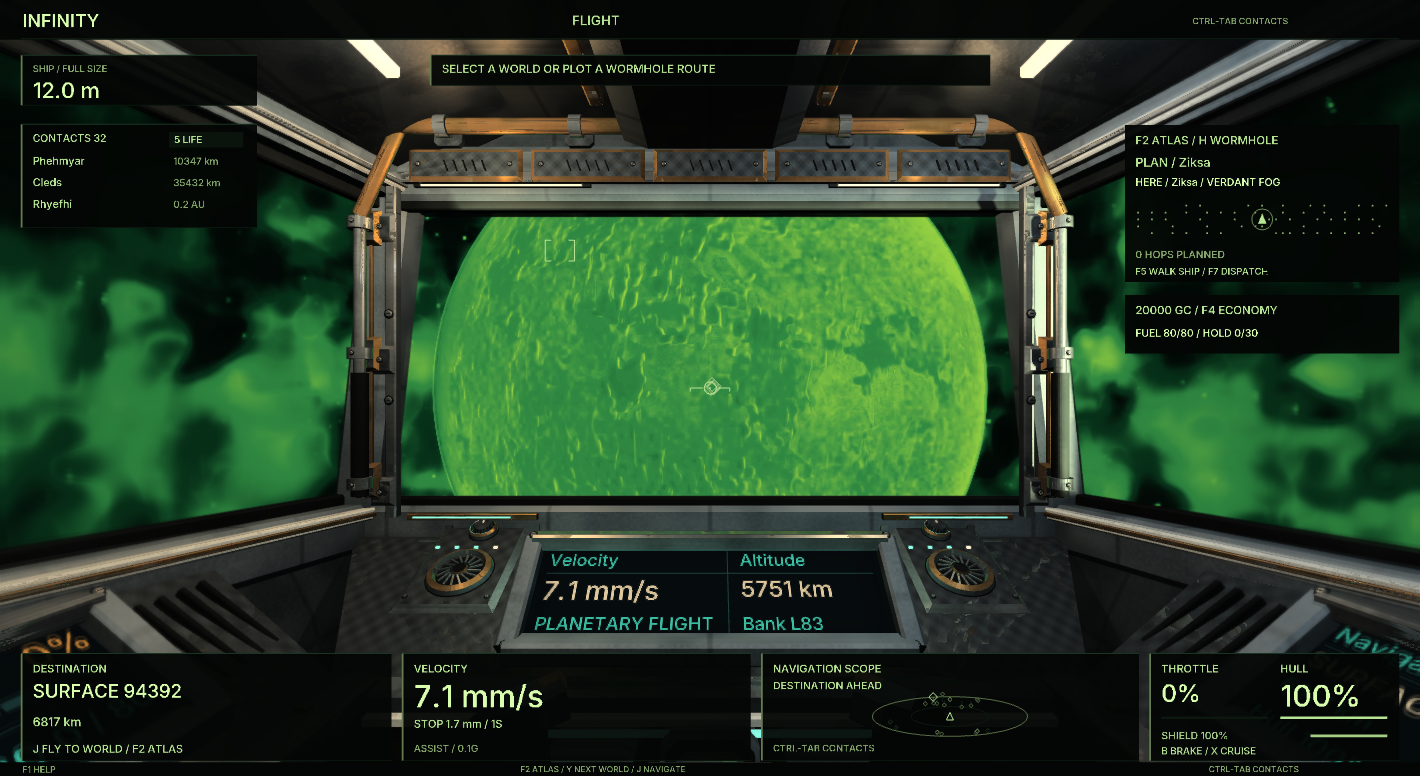 INFINITY
FLIGHT
CTRL-TAB CONTACTS
SHIP / FULL SIZE
12.0 m
SELECT A WORLD OR PLOT A WORMHOLE ROUTE
CONTACTS 32
5 LIFE
Phehmyar 10347 km
Cleds 35432 km
Rhyefhi 0.2 AU
F2 ATLAS / H WORMHOLE
PLAN / Ziksa
HERE / Ziksa / VERDANT FOG
0 HOPS PLANNED
F5 WALK SHIP / F7 DISPATCH
20000 GC / F4 ECONOMY
FUEL 80/80 / HOLD 0/30
Velocity
7.1 mm/s
PLANETARY FLIGHT
Altitude
5751 km
Bank L83
0%
DESTINATION
SURFACE 94392
6817 km
J FLY TO WORLD / F2 ATLAS
VELOCITY
7.1 mm/s
STOP 1.7 mm / 1S
ASSIST / 0.1G
NAVIGATION SCOPE
DESTINATION AHEAD
CTRL-TAB CONTACTS
THROTTLE
0%
HULL
100%
SHIELD 100%
B BRAKE / X CRUISE
F1 HELP
F2 ATLAS / Y NEXT WORLD / J NAVIGATE
CTRL-TAB CONTACTS